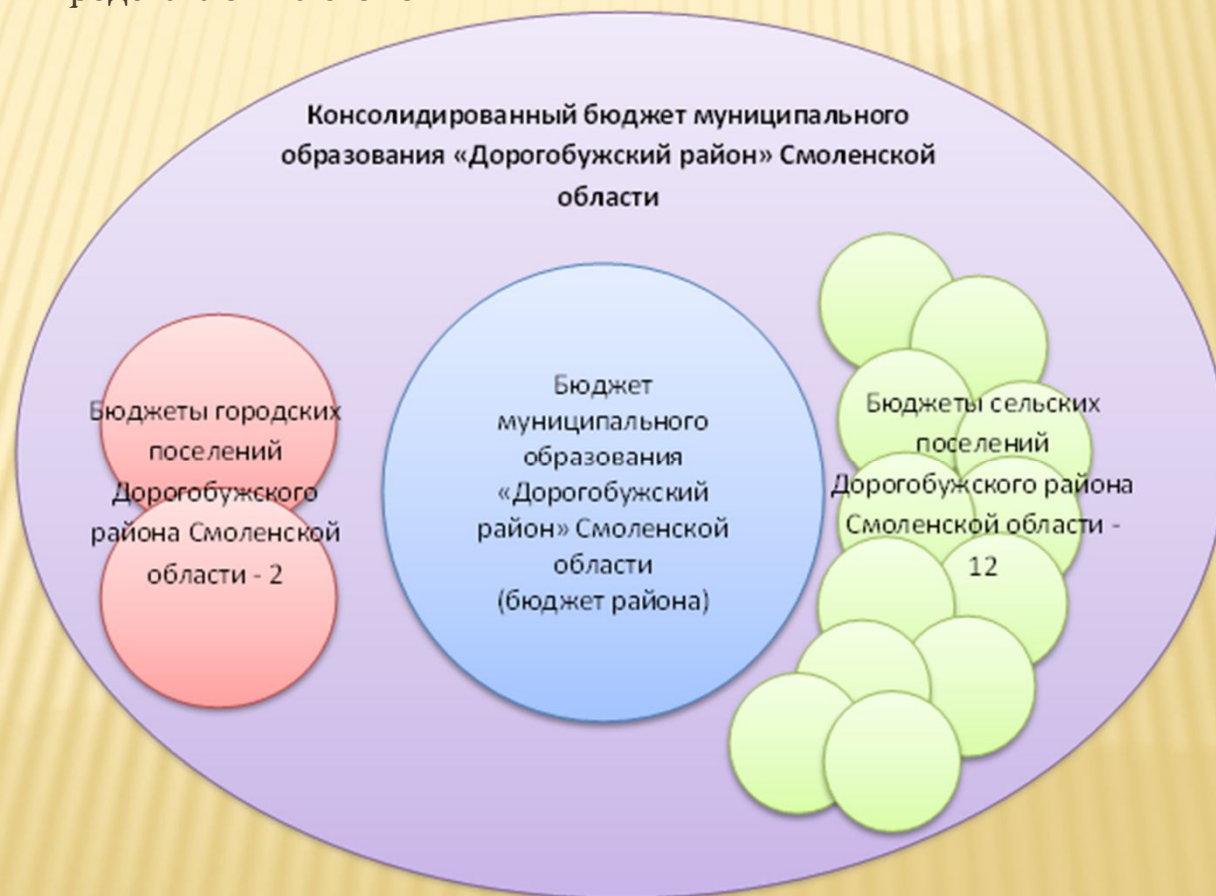 Консолидированный бюджет муниципального
образования «Дорогобужский район» Смоленской
области
Бюджеты городских
поселений
Дорогобужского
района Смоленской
области - 2
Бюджет
муниципального
образования
«Дорогобужский
район» Смоленской
области
(бюджет района)
Бюджеты сельских
поселений
Дорогобужского района
Смоленской области -
12